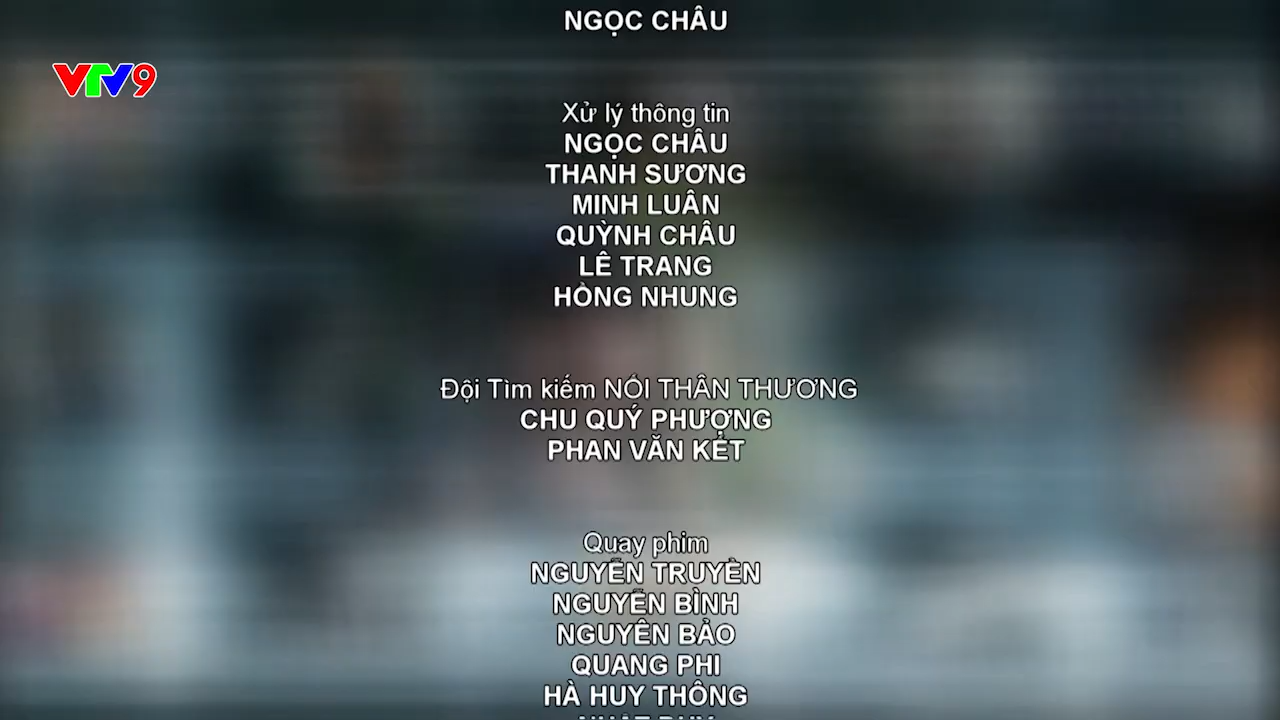 NGỌC CHÂU
VTV9
Xử lý thông tin
NGỌC CHÂU
THANH SƯƠNG
MINH LUÂN
QUỲNH CHÂU
LÊ TRANG
HỒNG NHUNG
Đội Tìm kiếm NỐI THÂN THƯƠNG
CHU QUÝ PHƯỢNG
PHAN VĂN KẾT
Quay phim
NGUYỄN TRUYỀN
NGUYỄN BÌNH
NGUYÊN BẢO
QUANG PHI
HÀ HUY THÔNG